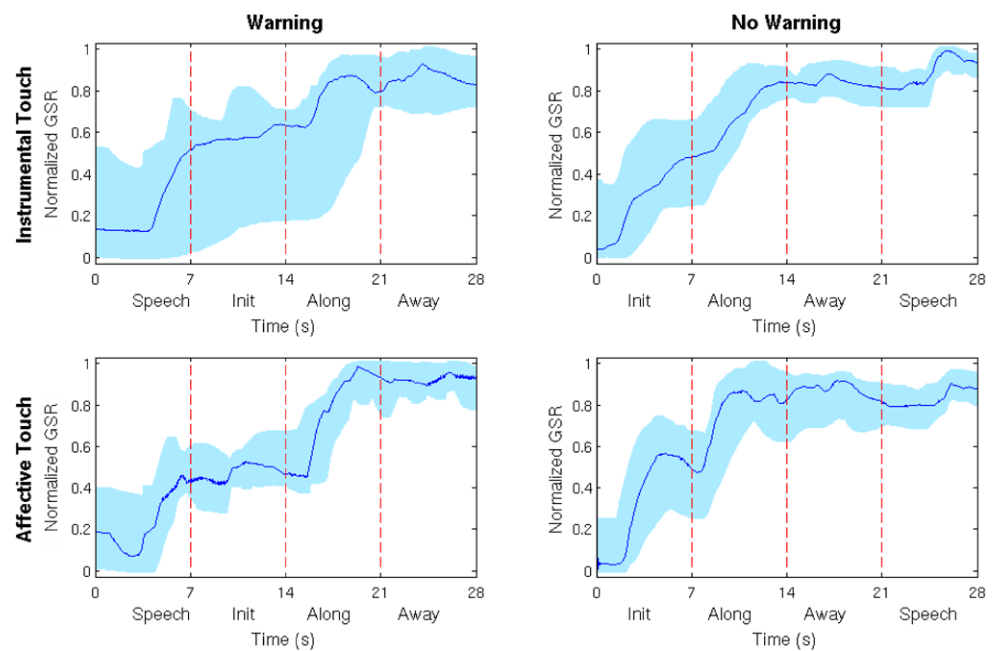 Warning
No Warning
Instrumental Touch
Normalized GSR
1
0.8
0.6
0.4
0.2
0
0 7 14 21 28
Speech Init Along Away
Time (s)
Normalized GSR
1
0.8
0.6
0.4
0.2
0
0 7 14 21 28
Init Along Away Speech
Time (s)
Affective Touch
Normalized GSR
1
0.8
0.6
0.4
0.2
0
0 7 14 21 28
Speech Init Along Away
Time (s)
Normalized GSR
1
0.8
0.6
0.4
0.2
0
0 7 14 21 28
Init Along Away Speech
Time (s)